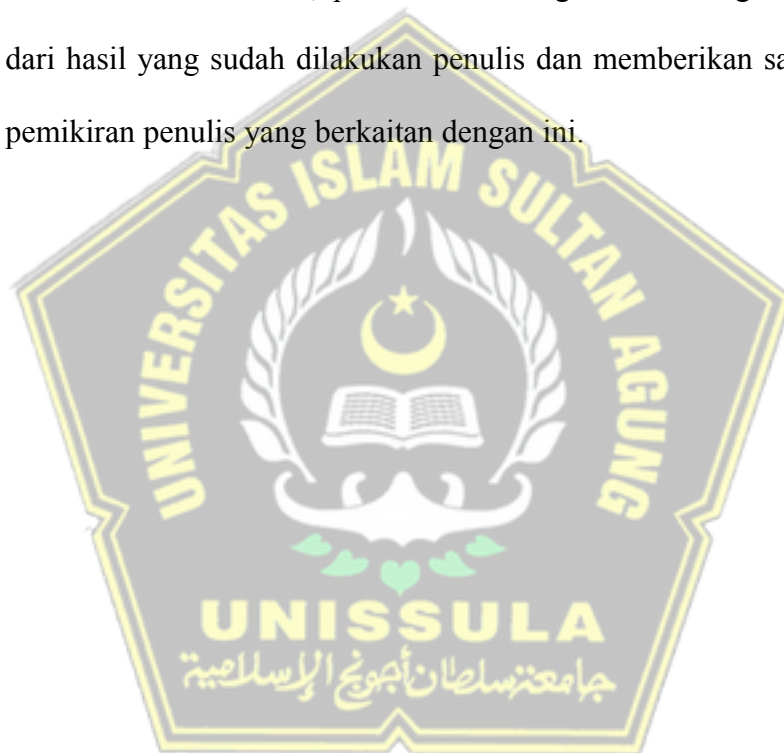 dari hasil yang sudah dilakukan penulis dan memberikan
pemikiran penulis yang berkaitan dengan ini.
UNIVERSITAS ISLAM SULTAN AGUNG
UNISSULA
جامعة سلطان أجونج الإسلامية